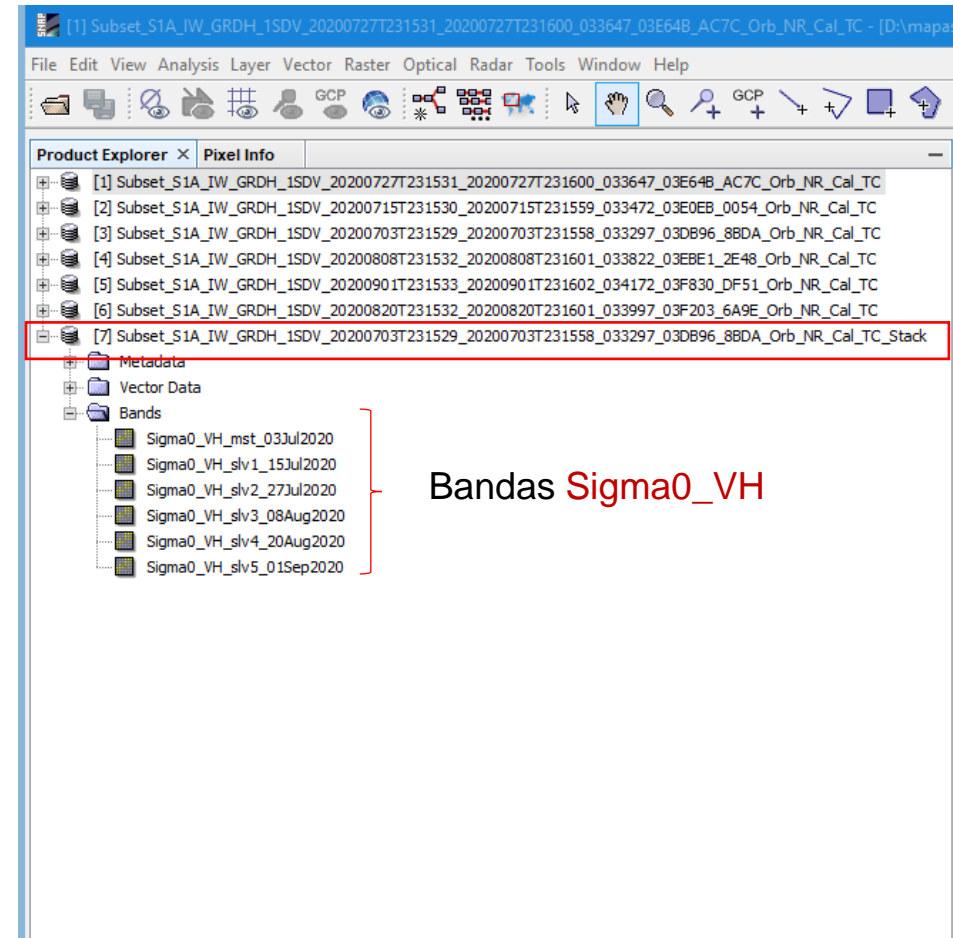 [1] Subset_S1A_IW_GRDH_1SDV_20200727T231531_20200727T231600_033647_03E64B_AC7C_Orb_NR_Cal_TC - [D:\mapas
File Edit View Analysis Layer Vector Raster Optical Radar Tools Window Help
GCP GCP
Product Explorer × Pixel Info
[1] Subset_S1A_IW_GRDH_1SDV_20200727T231531_20200727T231600_033647_03E64B_AC7C_Orb_NR_Cal_TC
[2] Subset_S1A_IW_GRDH_1SDV_20200715T231530_20200715T231559_033472_03E0EB_0054_Orb_NR_Cal_TC
[3] Subset_S1A_IW_GRDH_1SDV_20200703T231529_20200703T231558_033297_03DB96_8BDA_Orb_NR_Cal_TC
[4] Subset_S1A_IW_GRDH_1SDV_20200808T231532_20200808T231601_033822_03EBE1_2E48_Orb_NR_Cal_TC
[5] Subset_S1A_IW_GRDH_1SDV_20200901T231533_20200901T231602_034172_03F830_DF51_Orb_NR_Cal_TC
[6] Subset_S1A_IW_GRDH_1SDV_20200820T231532_20200820T231601_033997_03F203_6A9E_Orb_NR_Cal_TC
[7] Subset_S1A_IW_GRDH_1SDV_20200703T231529_20200703T231558_033297_03DB96_8BDA_Orb_NR_Cal_TC_Stack
Metadata
Vector Data
Bands
Sigma0_VH_mst_03Jul2020
Sigma0_VH_slv1_15Jul2020
Sigma0_VH_slv2_27Jul2020
Sigma0_VH_slv3_08Aug2020
Sigma0_VH_slv4_20Aug2020
Sigma0_VH_slv5_01Sep2020
Bandas Sigma0_VH